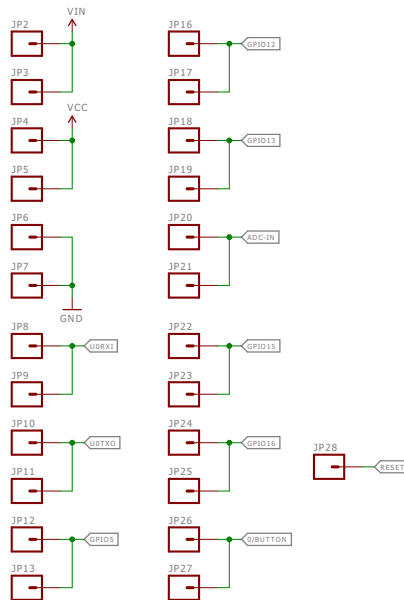 VIN
JP2
JP3
VCC
JP4
JP5
JP6
JP7
GND
JP8
U0RXI
JP9
JP10
U0TXO
JP11
JP12
GPIO5
JP13
JP16
GPIO12
JP17
JP18
GPIO13
JP19
JP20
ADC-IN
JP21
JP22
GPIO15
JP23
JP24
GPIO16
JP25
JP26
0/BUTTON
JP27
JP28
RESET